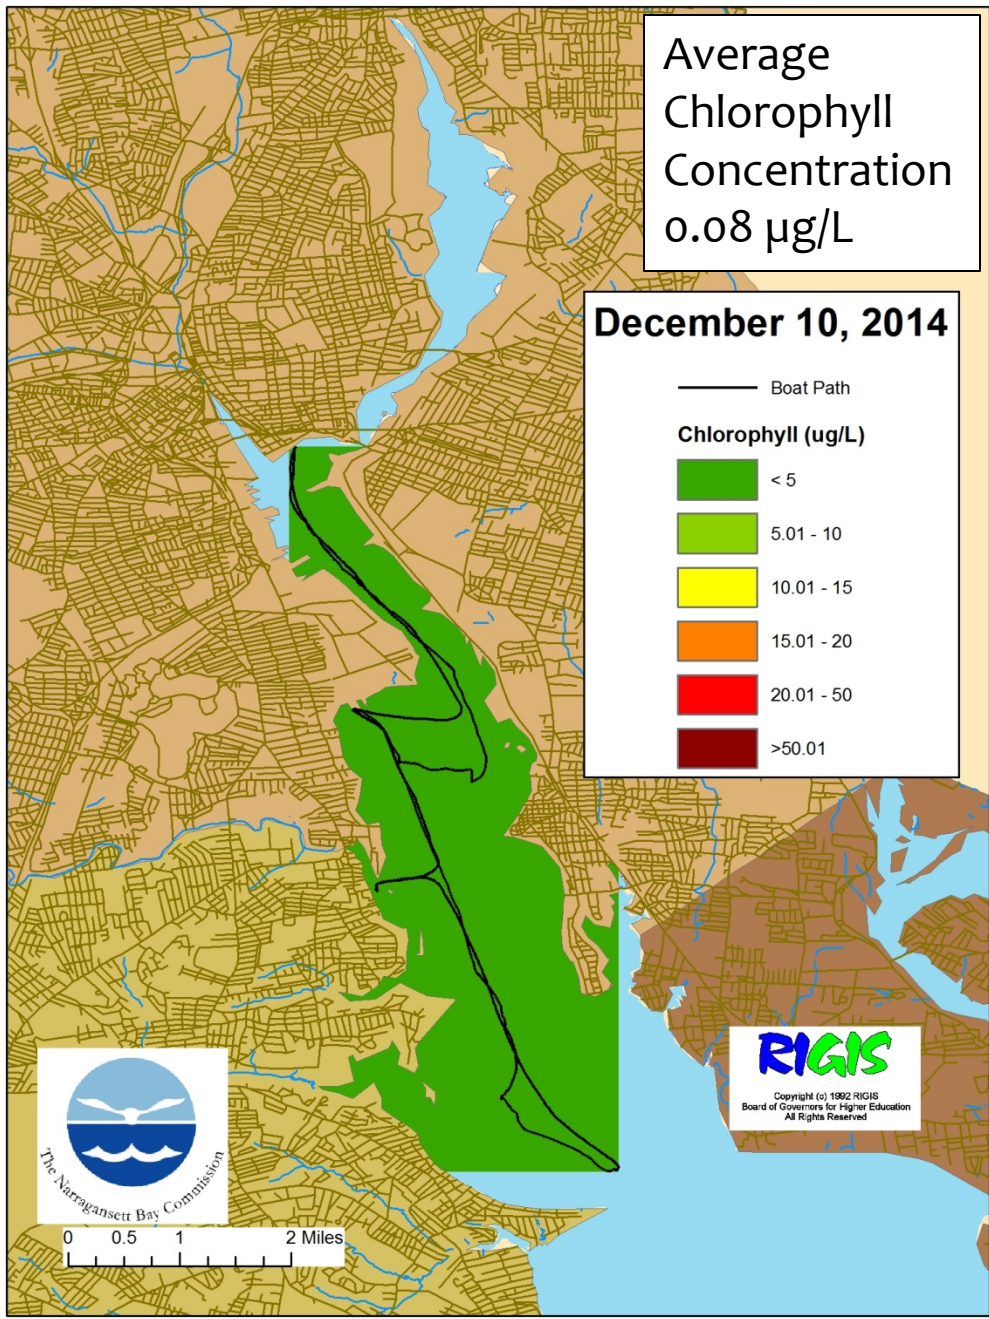 Average
Chlorophyll
Concentration
0.08 µg/L
December 10, 2014
Boat Path
Chlorophyll (ug/L)
< 5
5.01 - 10
10.01 - 15
15.01 - 20
20.01 - 50
>50.01
RIGIS
Copyright (c) 1992 RIGIS
Board of Governors for Higher Education
All Rights Reserved
The Narragansett Bay Commission
0 0.5 1 2 Miles